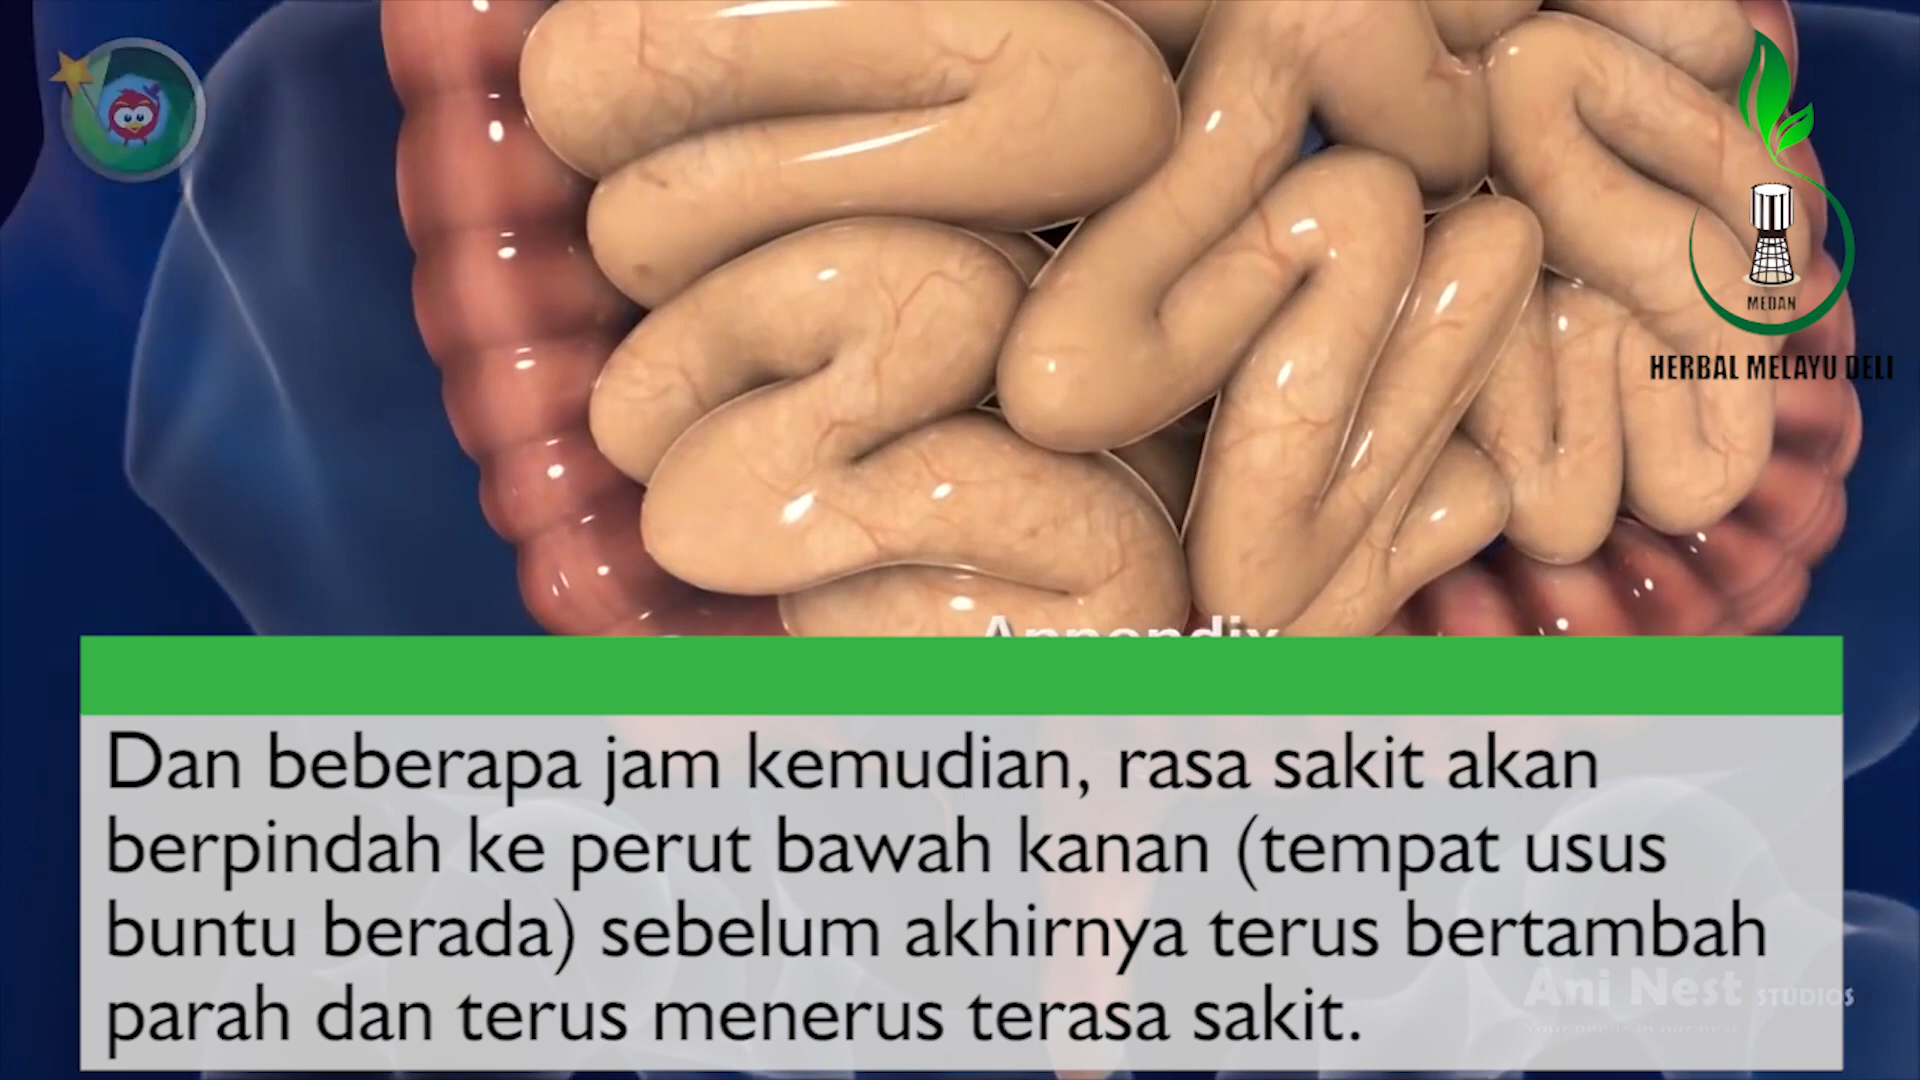 MEDAN
HERBAL MELAYU DELI
Appendix
Dan beberapa jam kemudian, rasa sakit akan
berpindah ke perut bawah kanan (tempat usus
buntu berada) sebelum akhirnya terus bertambah
parah dan terus menerus terasa sakit.
Ani Nest STUDIOS